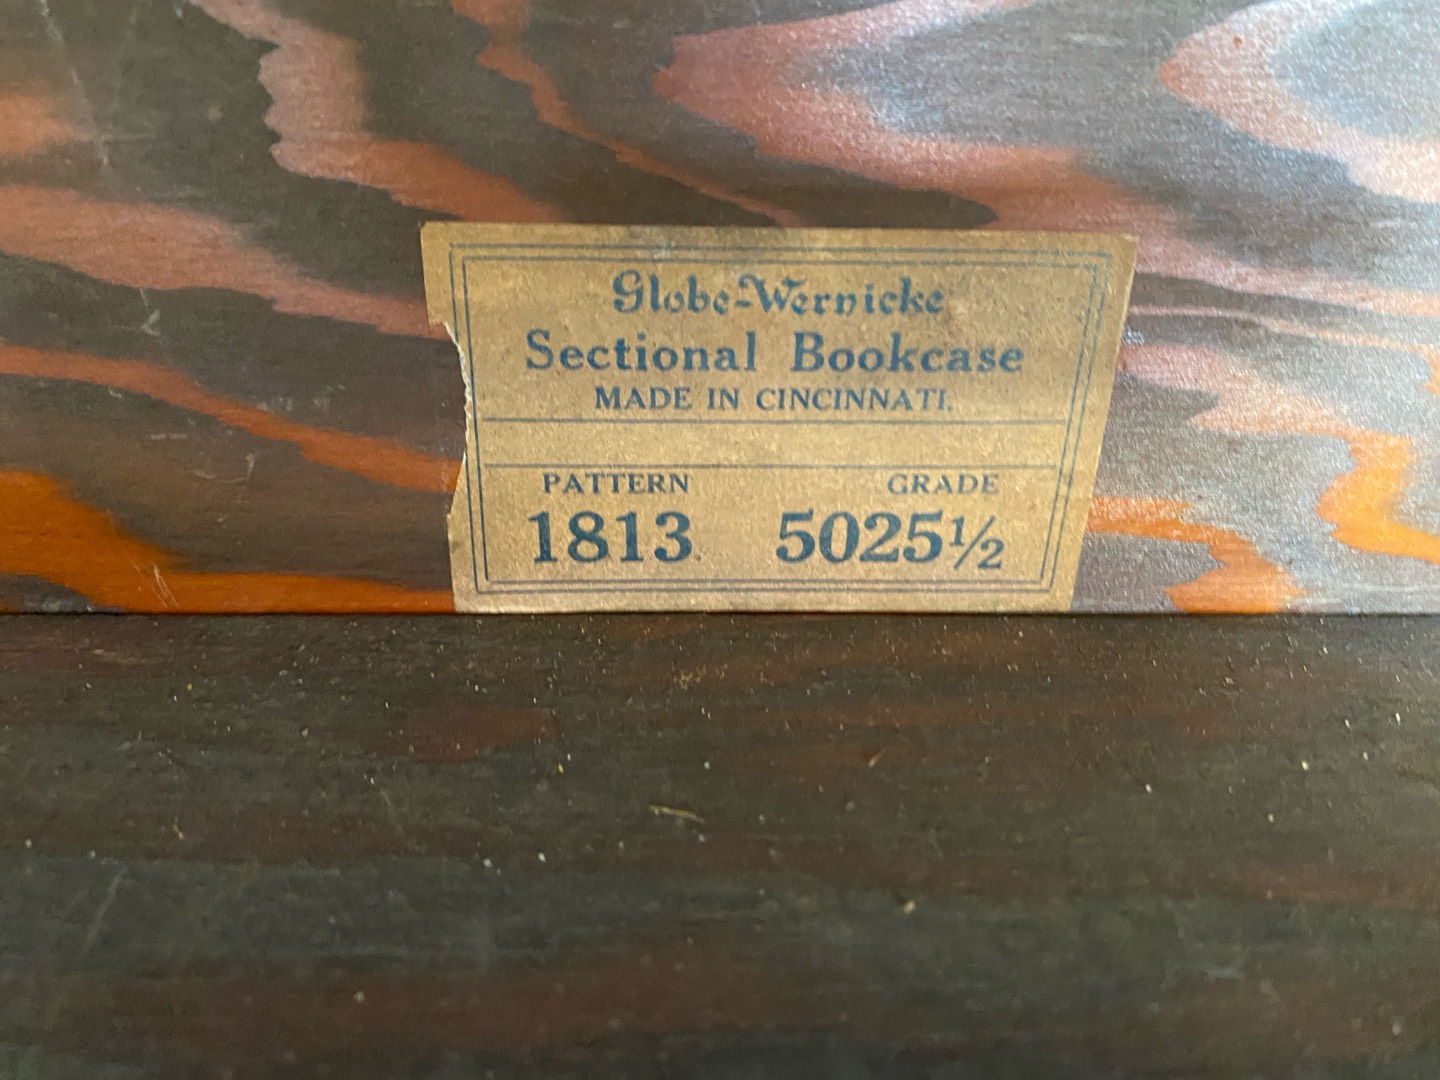 Globe-Wernicke
Sectional Bookcase
MADE IN CINCINNATI.
PATTERN GRADE
1813 5025½